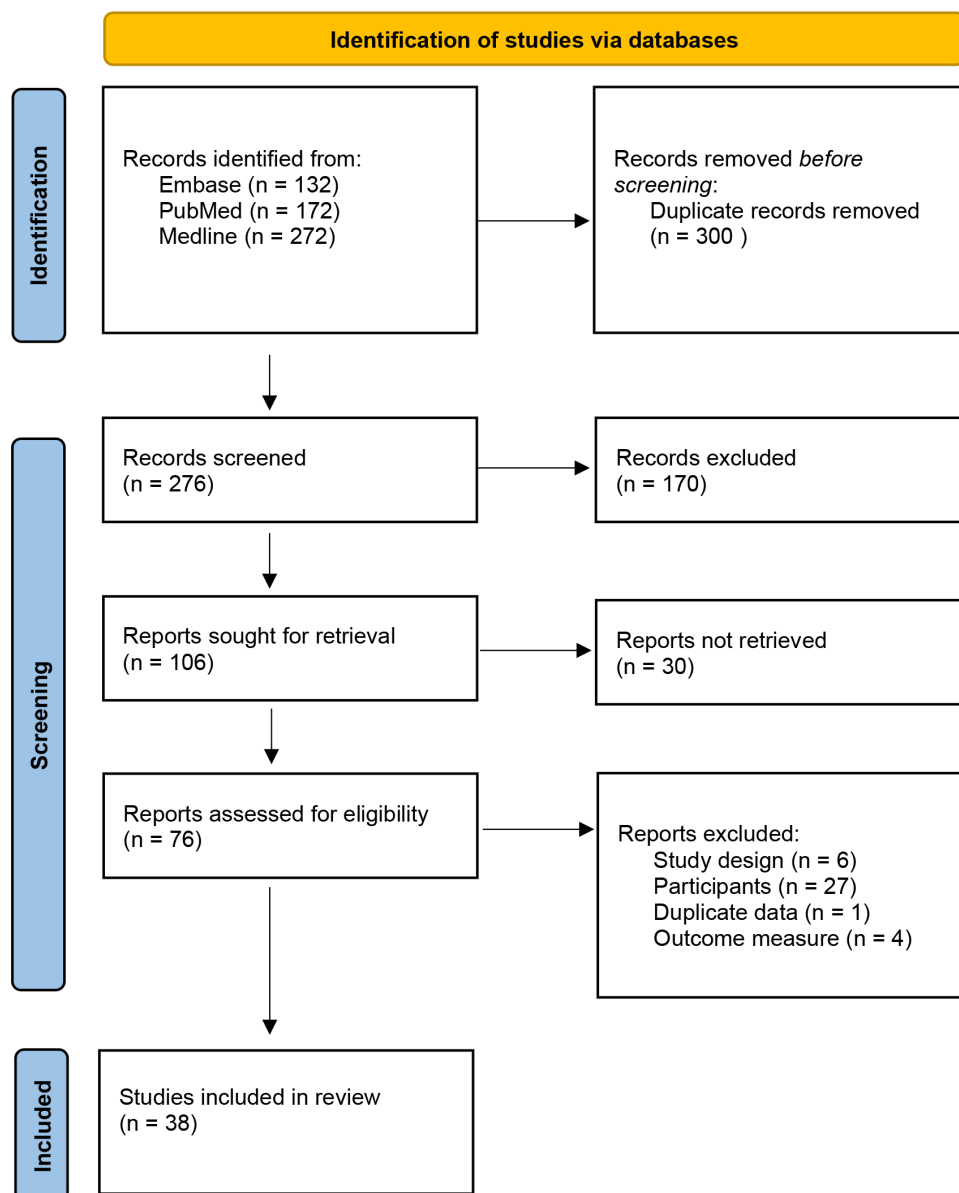 Identification of studies via databases
Identification
Records identified from:
Embase (n = 132)
PubMed (n = 172)
Medline (n = 272)
Records removed before
screening:
Duplicate records removed
(n = 300 )
Screening
Records screened
(n = 276)
Records excluded
(n = 170)
Reports sought for retrieval
(n = 106)
Reports not retrieved
(n = 30)
Reports assessed for eligibility
(n = 76)
Reports excluded:
Study design (n = 6)
Participants (n = 27)
Duplicate data (n = 1)
Outcome measure (n = 4)
Included
Studies included in review
(n = 38)